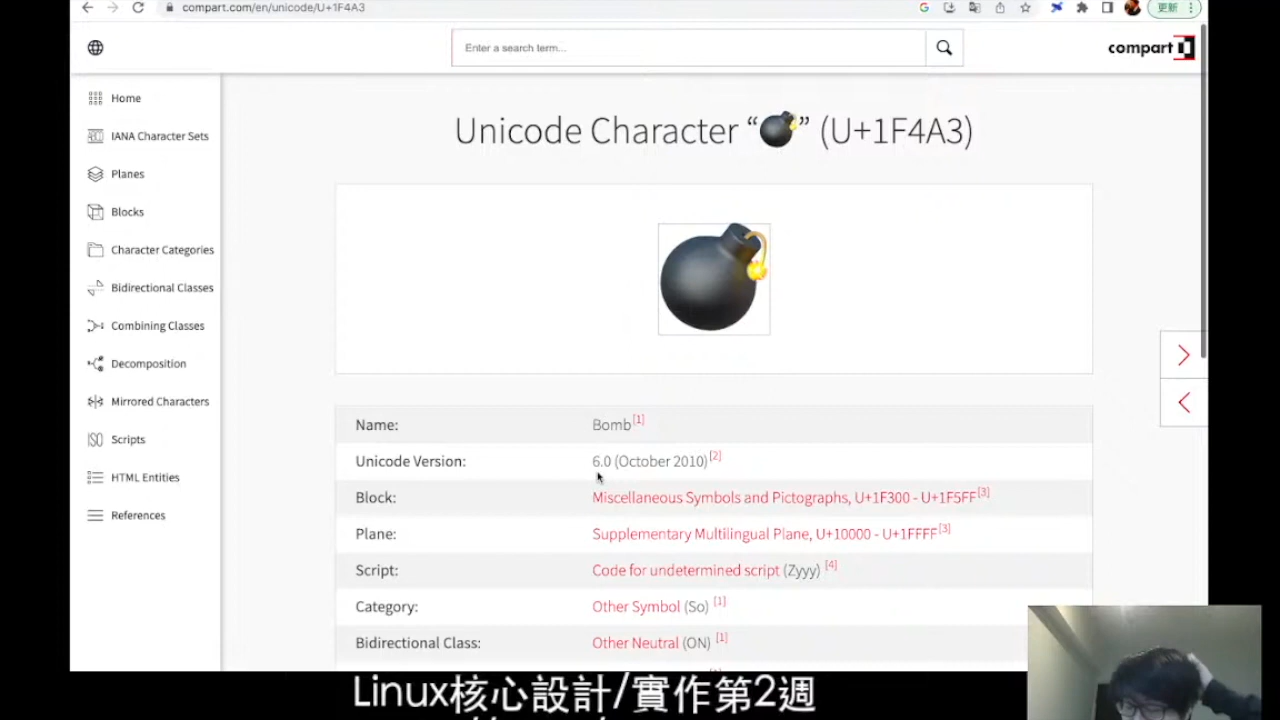 compart.com/en/unicode/U+1F4A3
更新
Enter a search term...
compart
Home
IANA Character Sets
Planes
Blocks
Character Categories
Bidirectional Classes
Combining Classes
Decomposition
Mirrored Characters
Scripts
HTML Entities
References
Unicode Character “💣” (U+1F4A3)
Name: Bomb[1]
Unicode Version: 6.0 (October 2010)[2]
Block: Miscellaneous Symbols and Pictographs, U+1F300 - U+1F5FF[3]
Plane: Supplementary Multilingual Plane, U+10000 - U+1FFFF[3]
Script: Code for undetermined script (Zyyy) [4]
Category: Other Symbol (So) [1]
Bidirectional Class: Other Neutral (ON) [1]
Linux核心設計/實作第2週